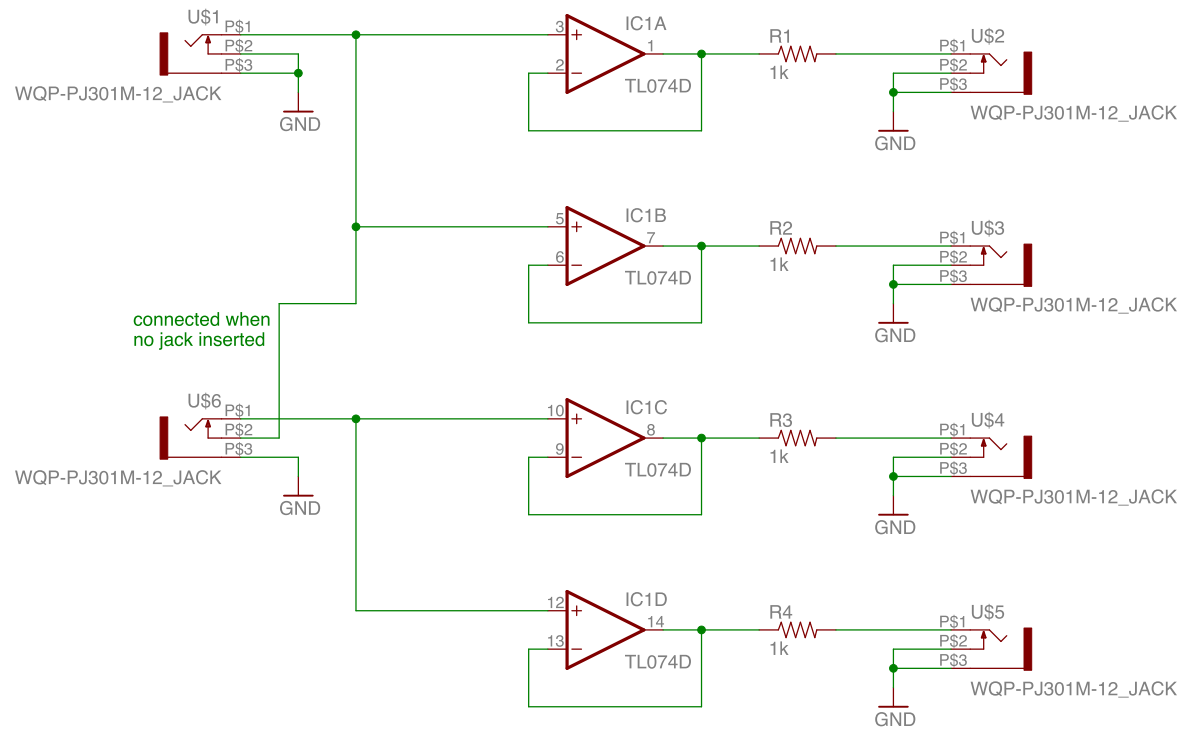 U$1
P$1
P$2
P$3
WQP-PJ301M-12_JACK
GND
3
2
1
IC1A
TL074D
R1
1k
U$2
P$1
P$2
P$3
WQP-PJ301M-12_JACK
GND
5
6
7
IC1B
TL074D
R2
1k
U$3
P$1
P$2
P$3
WQP-PJ301M-12_JACK
GND
connected when
no jack inserted
U$6
P$1
P$2
P$3
WQP-PJ301M-12_JACK
GND
10
9
8
IC1C
TL074D
R3
1k
U$4
P$1
P$2
P$3
WQP-PJ301M-12_JACK
GND
12
13
14
IC1D
TL074D
R4
1k
U$5
P$1
P$2
P$3
WQP-PJ301M-12_JACK
GND